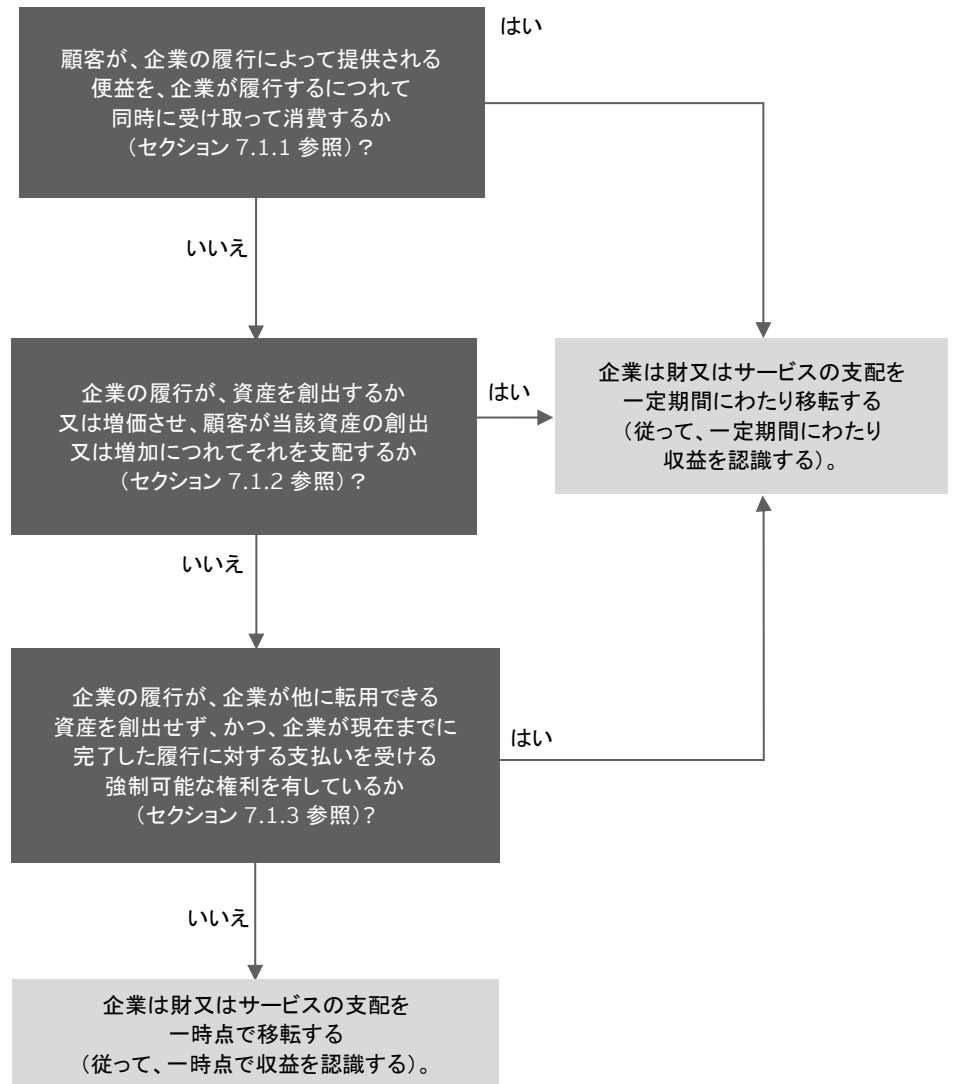 はい
顧客が、企業の履行によって提供される
便益を、企業が履行するにつれて
同時に受け取って消費するか
（セクション 7.1.1 参照）？
いいえ
企業の履行が、資産を創出するか
又は増価させ、顧客が当該資産の創出
又は増加につれてそれを支配するか
（セクション 7.1.2 参照）？
はい
企業は財又はサービスの支配を
一定期間にわたり移転する
（従って、一定期間にわたり
収益を認識する）。
いいえ
企業の履行が、企業が他に転用できる
資産を創出せず、かつ、企業が現在までに
完了した履行に対する支払いを受ける
強制可能な権利を有しているか
（セクション 7.1.3 参照）？
はい
いいえ
企業は財又はサービスの支配を
一時点で移転する
（従って、一時点で収益を認識する）。